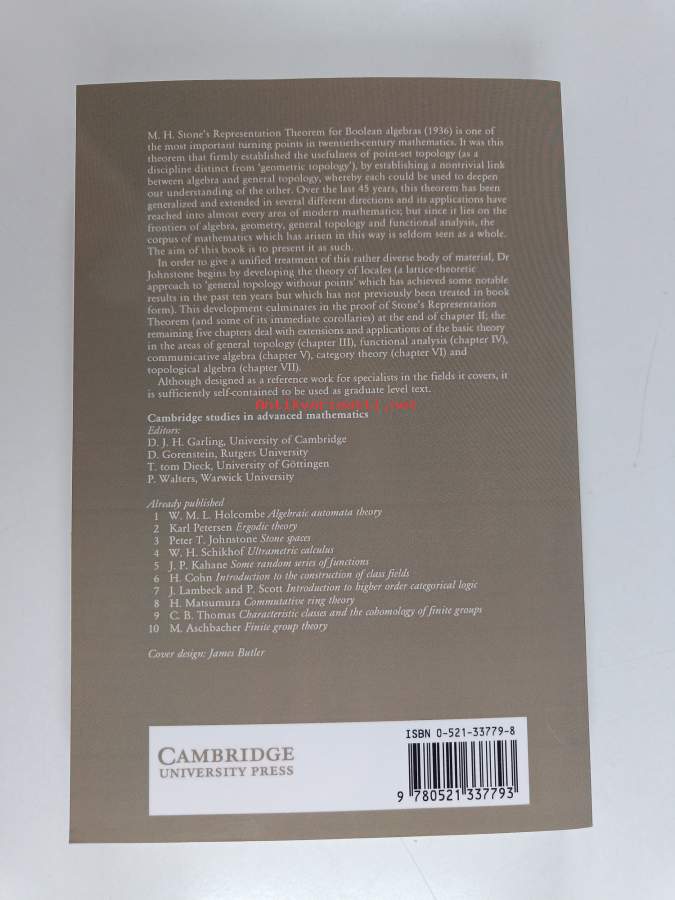 M. H. Stone's Representation Theorem for Boolean algebras (1936) is one of
the most important turning points in twentieth-century mathematics. It was this
theorem that firmly established the usefulness of point-set topology (as a
discipline distinct from 'geometric topology'), by establishing a nontrivial link
between algebra and general topology, whereby each could be used to deepen
our understanding of the other. Over the last 45 years, this theorem has been
generalized and extended in several different directions and its applications have
reached into almost every area of modern mathematics; but since it lies on the
frontiers of algebra, geometry, general topology and functional analysis, the
corpus of mathematics which has arisen in this way is seldom seen as a whole.
The aim of this book is to present it as such.
In order to give a unified treatment of this rather diverse body of material, Dr
Johnstone begins by developing the theory of locales (a lattice-theoretic
approach to 'general topology without points' which has achieved some notable
results in the past ten years but which has not previously been treated in book
form). This development culminates in the proof of Stone's Representation
Theorem (and some of its immediate corollaries) at the end of chapter II; the
remaining five chapters deal with extensions and applications of the basic theory
in the areas of general topology (chapter III), functional analysis (chapter IV),
communicative algebra (chapter V), category theory (chapter VI) and
topological algebra (chapter VII).
Although designed as a reference work for specialists in the fields it covers, it
is sufficiently self-contained to be used as graduate level text.
Cambridge studies in advanced mathematics
Editors:
D. J. H. Garling, University of Cambridge
D. Gorenstein, Rutgers University
T. tom Dieck, University of Göttingen
P. Walters, Warwick University
Already published
1 W. M. L. Holcombe Algebraic automata theory
2 Karl Petersen Ergodic theory
3 Peter T. Johnstone Stone spaces
4 W. H. Schikhof Ultrametric calculus
5 J. P. Kahane Some random series of functions
6 H. Cohn Introduction to the construction of class fields
7 J. Lambeck and P. Scott Introduction to higher order categorical logic
8 H. Matsumura Commutative ring theory
9 C. B. Thomas Characteristic classes and the cohomology of finite groups
10 M. Aschbacher Finite group theory
Cover design: James Butler
CAMBRIDGE
UNIVERSITY PRESS
ISBN 0-521-33779-8
9 780521 337793